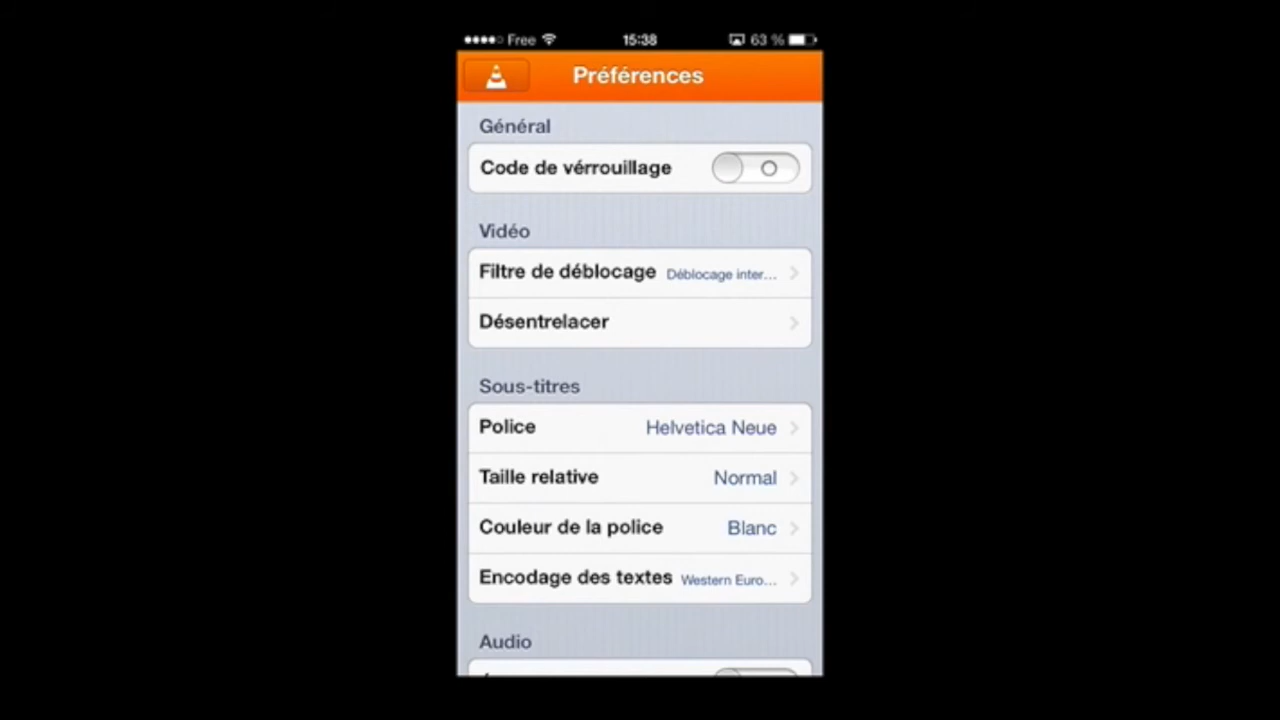 Free 15:38 63 %
Préférences
Général
Code de vérrouillage
Vidéo
Filtre de déblocage Déblocage inter...
Désentrelacer
Sous-titres
Police Helvetica Neue
Taille relative Normal
Couleur de la police Blanc
Encodage des textes Western Euro...
Audio